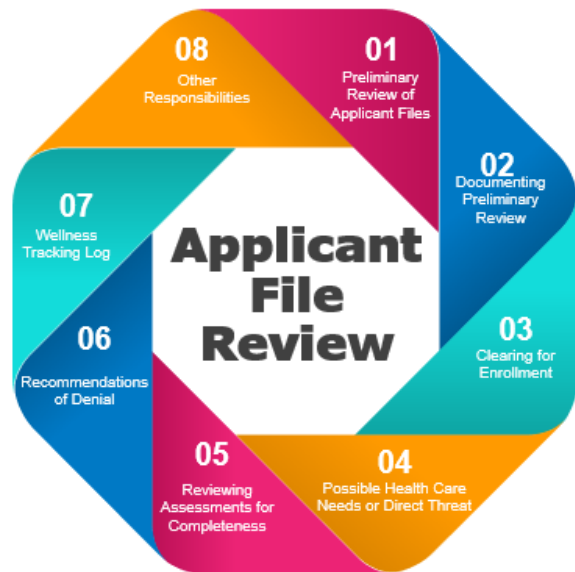 01
Preliminary
Review of
Applicant Files
02
Documenting
Preliminary
Review
03
Clearing for
Enrollment
04
Possible Health Care
Needs or Direct Threat
05
Reviewing
Assessments for
Completeness
06
Recommendations
of Denial
07
Wellness
Tracking Log
08
Other
Responsibilities
Applicant
File
Review